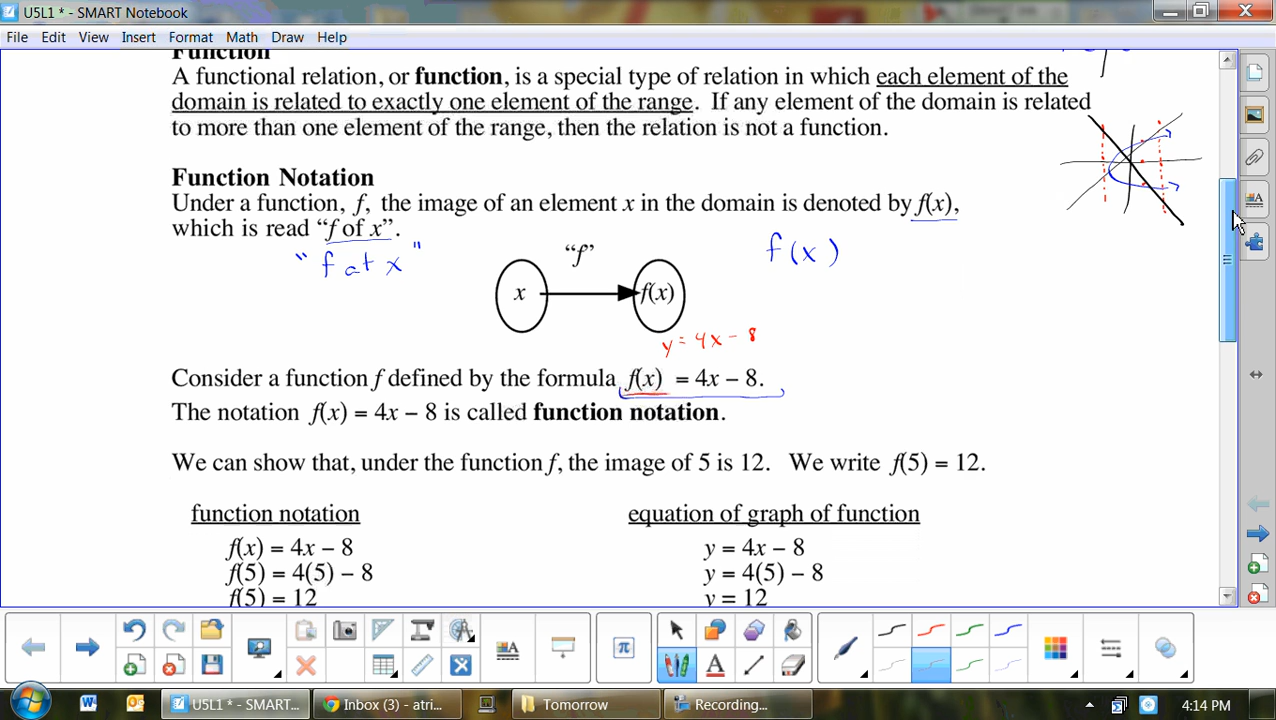 U5L1 * - SMART Notebook
File Edit View Insert Format Math Draw Help
Function
A functional relation, or function, is a special type of relation in which each element of the
domain is related to exactly one element of the range. If any element of the domain is related
to more than one element of the range, then the relation is not a function.
Function Notation
Under a function, f, the image of an element x in the domain is denoted by f(x),
which is read “f of x”.
" f at x "
“f”
f(x)
x
f(x)
y = 4x - 8
Consider a function f defined by the formula f(x) = 4x – 8.
The notation f(x) = 4x – 8 is called function notation.
We can show that, under the function f, the image of 5 is 12. We write f(5) = 12.
function notation
equation of graph of function
f(x) = 4x – 8
y = 4x – 8
f(5) = 4(5) – 8
y = 4(5) – 8
f(5) = 12
y = 12
π
A
U5L1 * - SMART...
Inbox (3) - atri...
Tomorrow
Recording...
4:14 PM